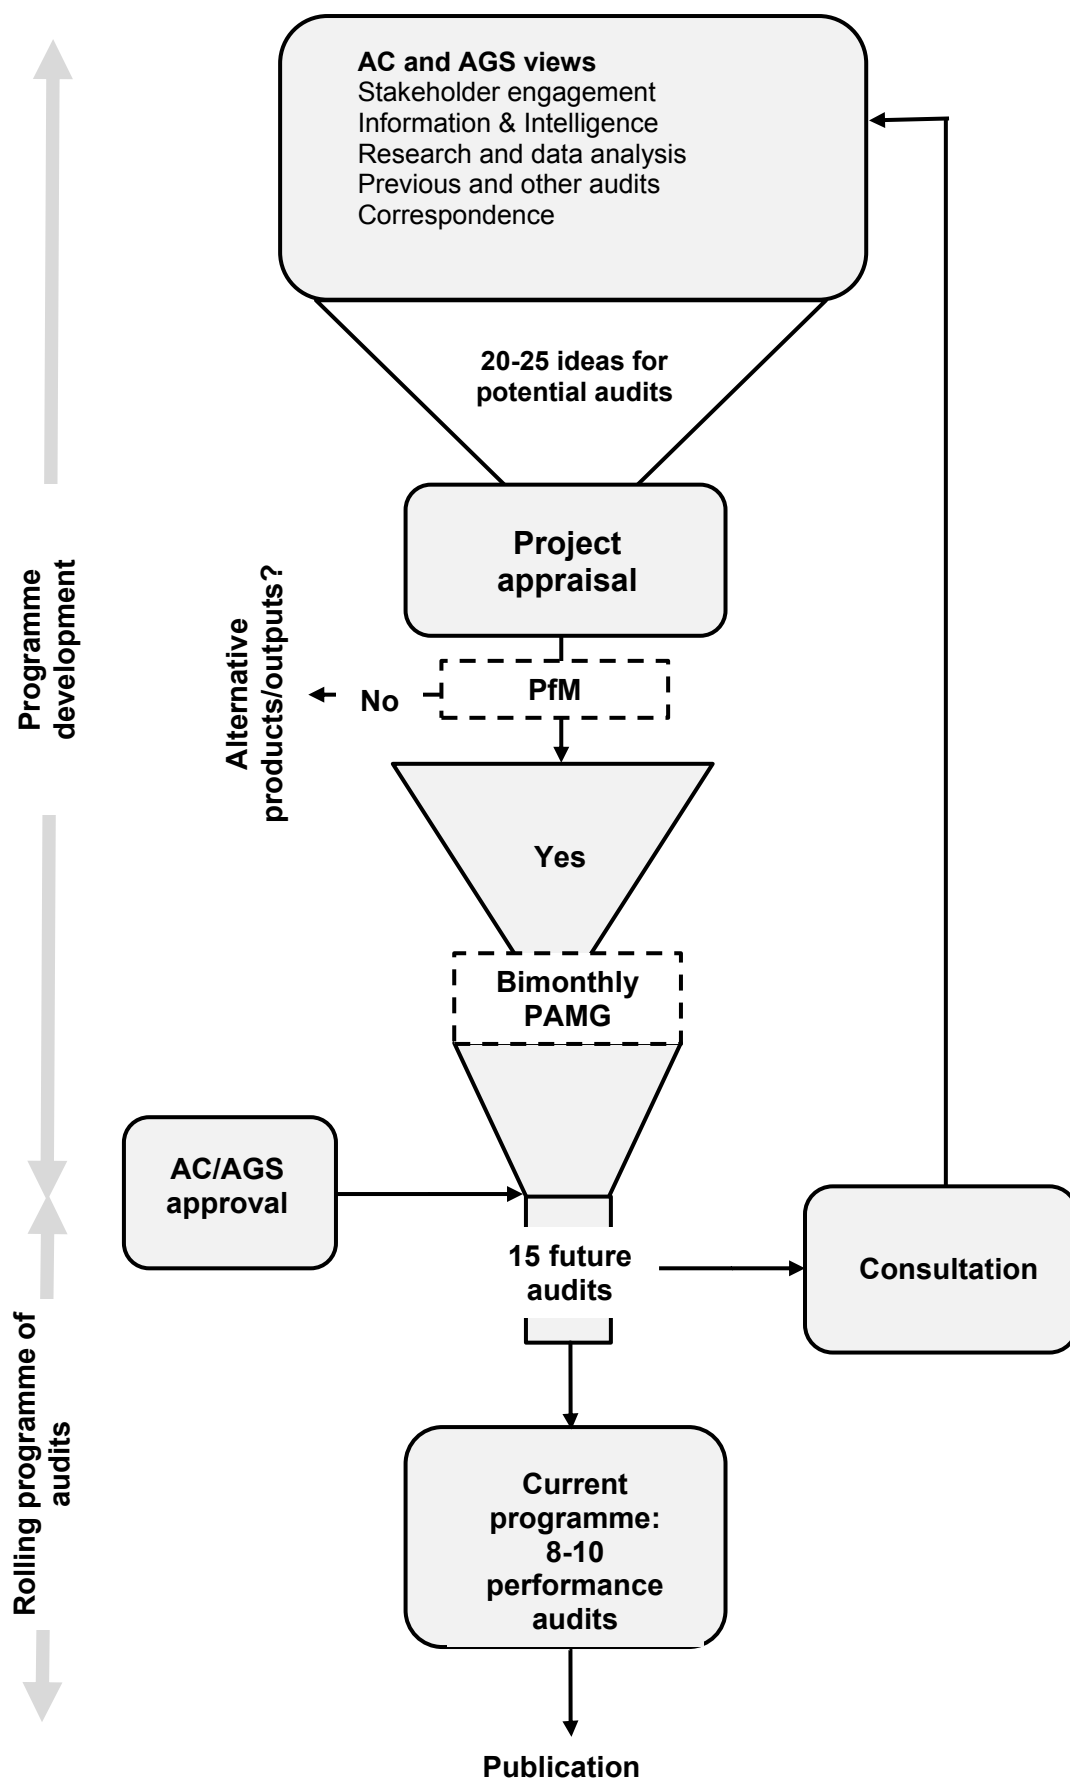 AC and AGS views
Stakeholder engagement
Information & Intelligence
Research and data analysis
Previous and other audits
Correspondence
20-25 ideas for
potential audits
Project
appraisal
Programme
development
Alternative
products/outputs?
No
PfM
Yes
Bimonthly
PAMG
AC/AGS
approval
15 future
audits
Consultation
Rolling programme of
audits
Current
programme:
8-10
performance
audits
Publication